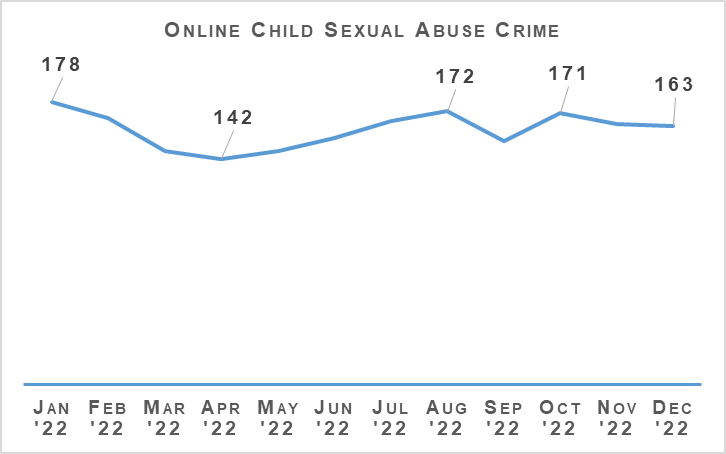 ONLINE CHILD SEXUAL ABUSE CRIME
178
142
172
171
163
JAN '22
FEB '22
MAR '22
APR '22
MAY '22
JUN '22
JUL '22
AUG '22
SEP '22
OCT '22
NOV '22
DEC '22